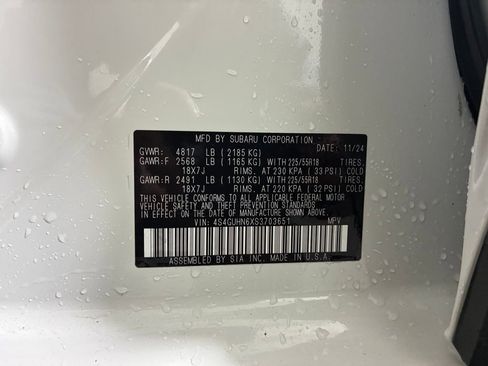 MFD BY SUBARU CORPORATION
GVWR: 4817 LB ( 2185 KG) DATE: 11/24
GAWR:F 2568 LB ( 1165 KG) WITH 225/55R18 TIRES.
18X7J RIMS. AT 230 KPA ( 33 PSI) COLD
GAWR:R 2491 LB ( 1130 KG) WITH 225/55R18 TIRES.
18X7J RIMS. AT 220 KPA ( 32 PSI) COLD
THIS VEHICLE CONFORMS TO ALL APPLICABLE FEDERAL MOTOR
VEHICLE SAFETY, BUMPER, AND THEFT PREVENTION STANDARDS
IN EFFECT ON THE DATE OF MANUFACTURE SHOWN ABOVE.
VIN: 4S4GUHN6XS3703651 MPV
ASSEMBLED BY SIA INC. MADE IN U.S.A.